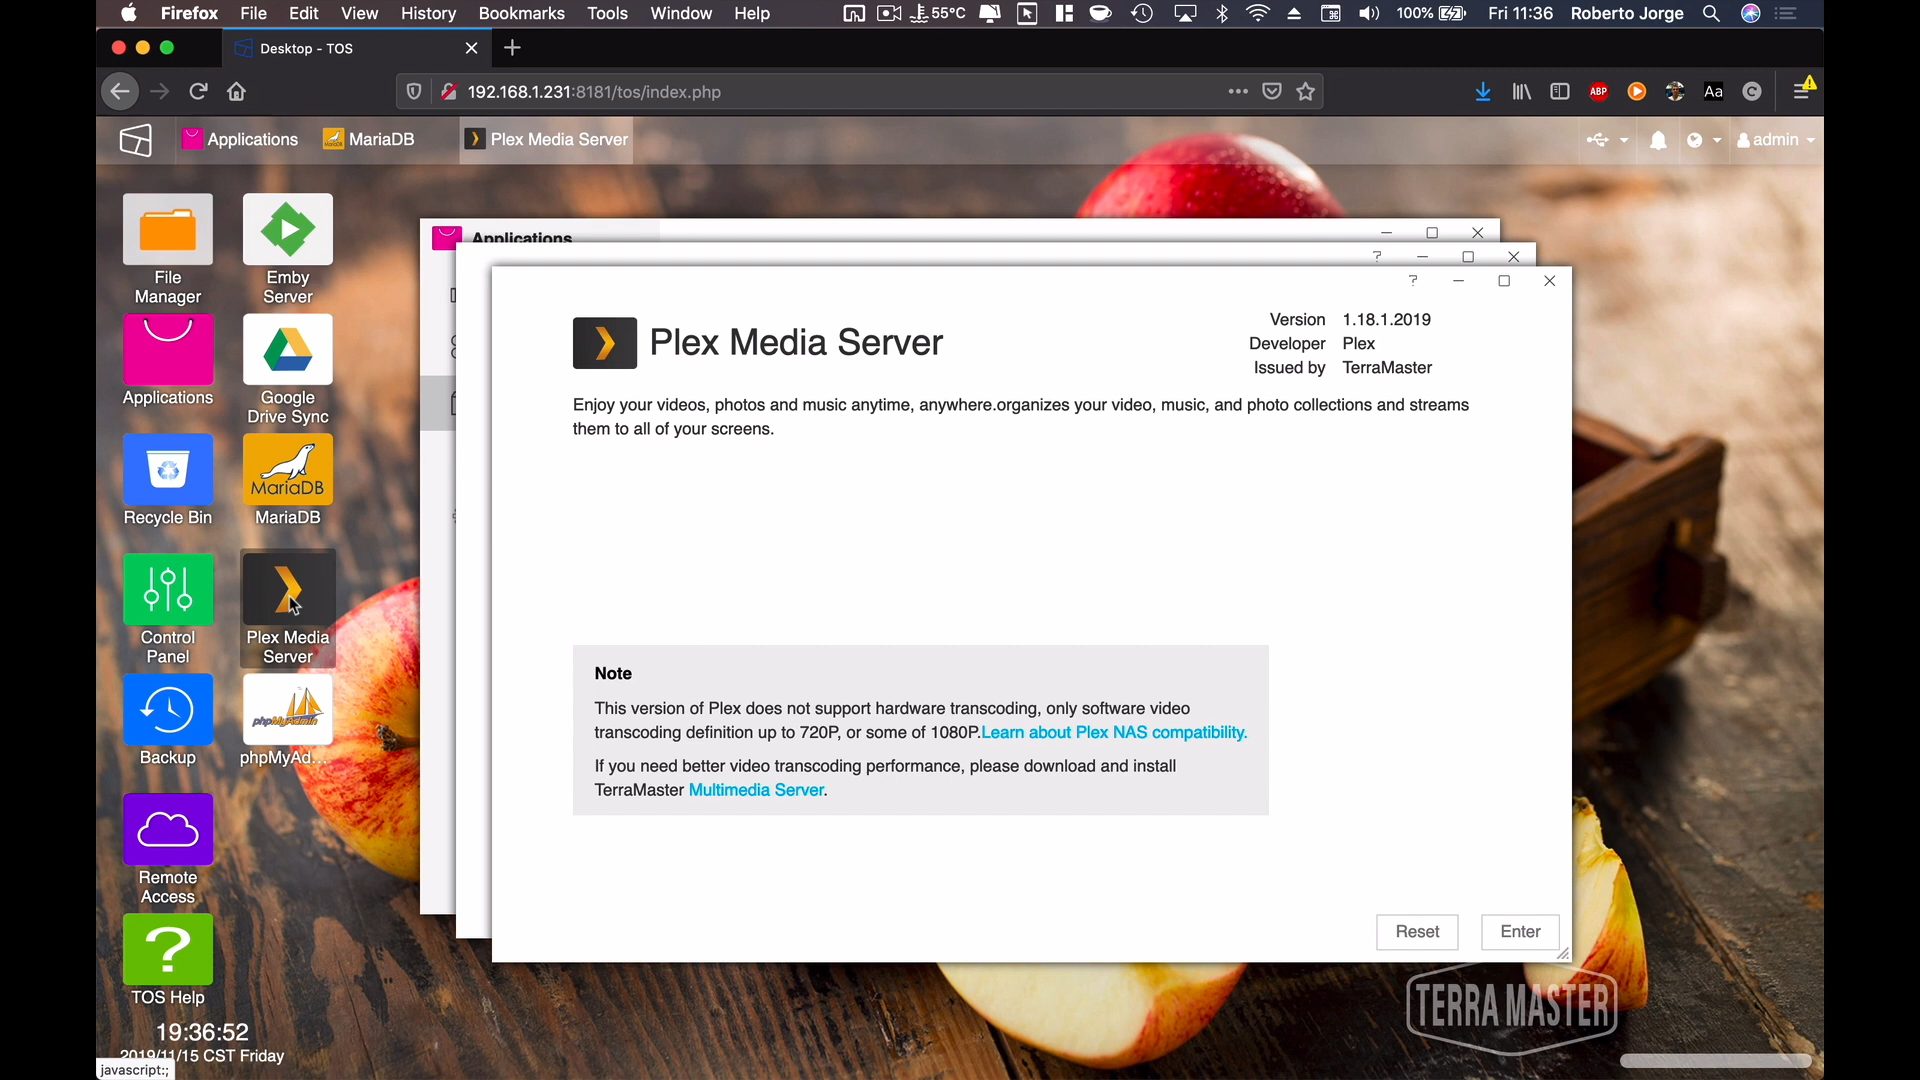 Firefox File Edit View History Bookmarks Tools Window Help 55°C 100% Fri 11:36 Roberto Jorge
Desktop - TOS
192.168.1.231:8181/tos/index.php
ABP Aa C
Applications MariaDB Plex Media Server admin
File
Manager
Emby
Server
Applications
Google
Drive Sync
Recycle Bin
MariaDB
MariaDB
Control
Panel
Plex Media
Server
Backup
phpMyAdmin
phpMyAd...
Remote
Access
TOS Help
19:36:52
2019/11/15 CST Friday
javascript:;
Applications
Plex Media Server
Version 1.18.1.2019
Developer Plex
Issued by TerraMaster
Enjoy your videos, photos and music anytime, anywhere.organizes your video, music, and photo collections and streams
them to all of your screens.
Note
This version of Plex does not support hardware transcoding, only software video
transcoding definition up to 720P, or some of 1080P.Learn about Plex NAS compatibility.
If you need better video transcoding performance, please download and install
TerraMaster Multimedia Server.
Reset Enter
TERRA MASTER